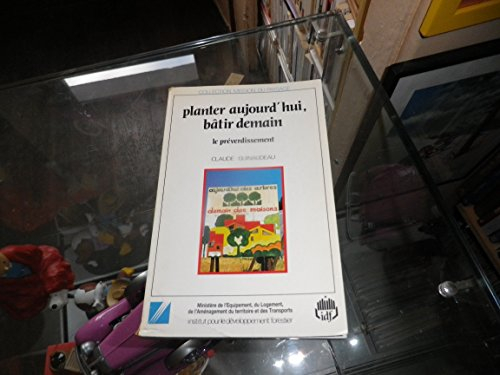 COLLECTION MISSION DU PAYSAGE
planter aujourd'hui,
bâtir demain
le préverdissement
CLAUDE GUINAUDEAU
aujourd'hui des arbres
demain des maisons
Ministère de l'Equipement, du Logement,
de l'Aménagement du territoire et des Transports
institut pour le développement forestier
idf